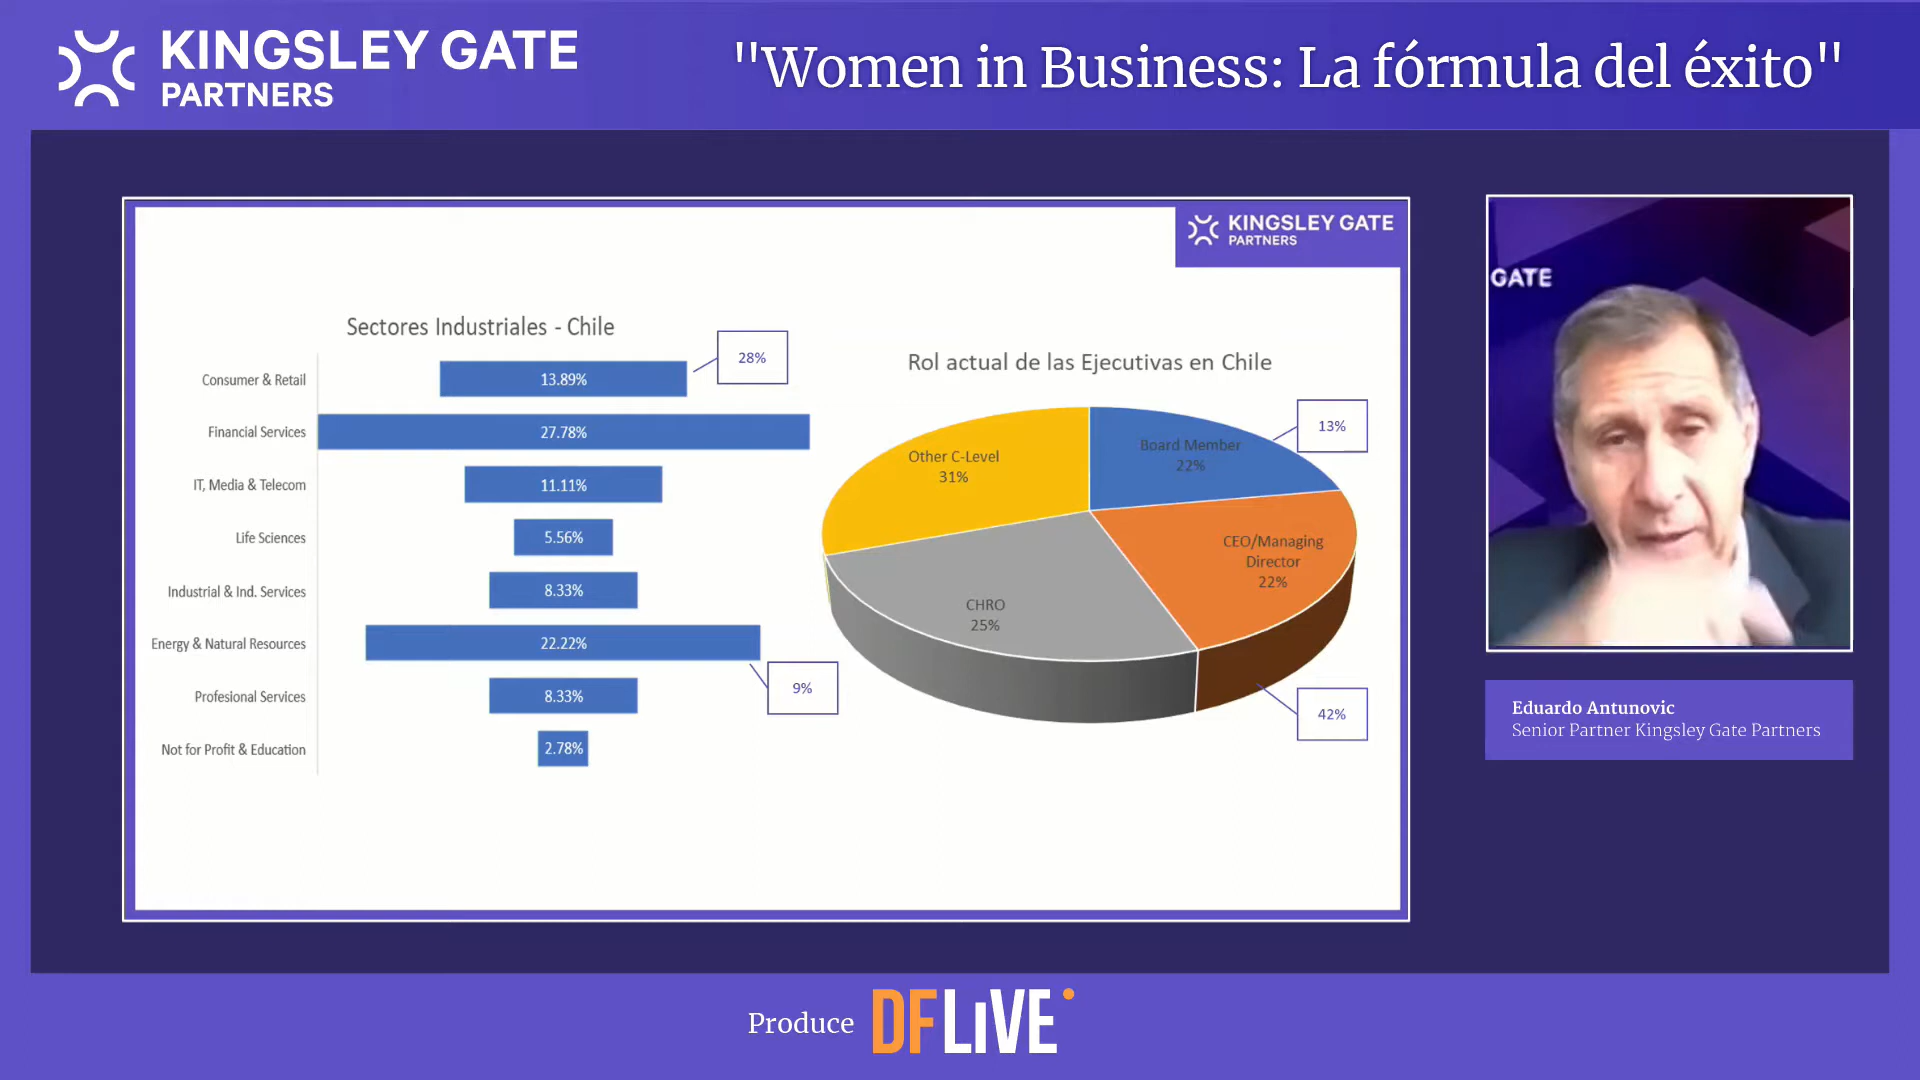 KINGSLEY GATE
PARTNERS
"Women in Business: La fórmula del éxito"
KINGSLEY GATE
PARTNERS
Sectores Industriales - Chile
Consumer & Retail
13.89%
28%
Financial Services
27.78%
IT, Media & Telecom
11.11%
Life Sciences
5.56%
Industrial & Ind. Services
8.33%
Energy & Natural Resources
22.22%
9%
Profesional Services
8.33%
Not for Profit & Education
2.78%
Rol actual de las Ejecutivas en Chile
Board Member
22%
13%
Other C-Level
31%
CEO/Managing
Director
22%
CHRO
25%
42%
GATE
Eduardo Antunovic
Senior Partner Kingsley Gate Partners
Produce
DFLiVE